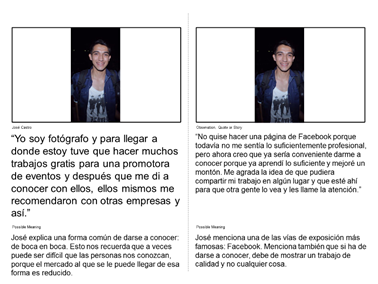 José Castro
“Yo soy fotógrafo y para llegar a
donde estoy tuve que hacer muchos
trabajos gratis para una promotora
de eventos y después que me di a
conocer con ellos, ellos mismos me
recomendaron con otras empresas y
así.”
Possible Meaning
José explica una forma común de darse a conocer:
de boca en boca. Esto nos recuerda que a veces
puede ser difícil que las personas nos conozcan,
porque el mercado al que se le puede llegar de esa
forma es reducido.
Observation, Quote or Story
“No quise hacer una página de Facebook porque
todavía no me sentía lo suficientemente profesional,
pero ahora creo que ya sería conveniente darme a
conocer porque ya aprendí lo suficiente y mejoré un
montón. Me agrada la idea de que pudiera
compartir mi trabajo en algún lugar y que esté ahí
para que otra gente lo vea y les llame la atención.”
Possible Meaning
José menciona una de las vías de exposición más
famosas: Facebook. Menciona también que si ha de
darse a conocer, debe de mostrar un trabajo de
calidad y no cualquier cosa.